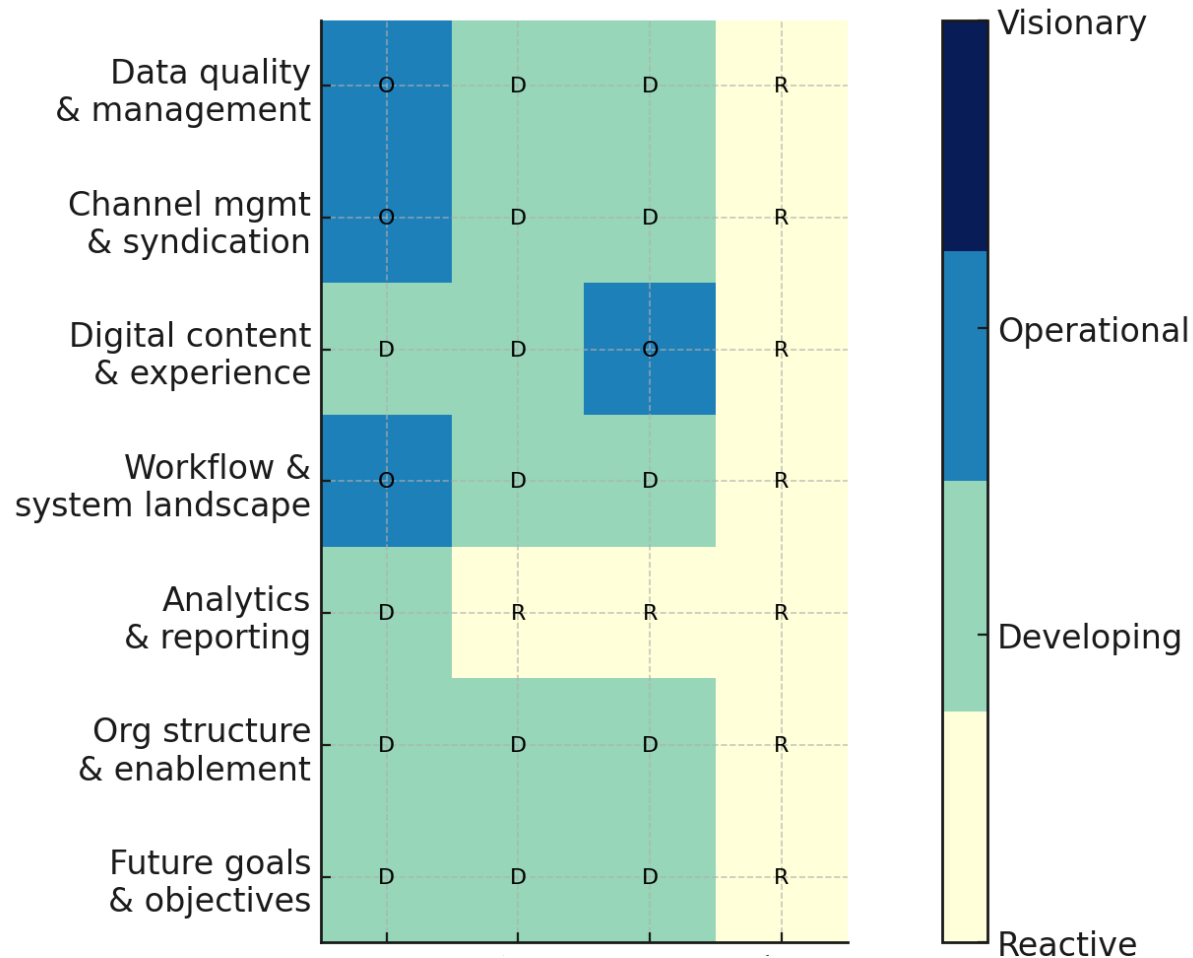 Data quality
& management
O D D R
Channel mgmt
& syndication
O D D R
Digital content
& experience
D D O R
Workflow &
system landscape
O D D R
Analytics
& reporting
D R R R
Org structure
& enablement
D D D R
Future goals
& objectives
D D D R
Visionary
Operational
Developing
Reactive